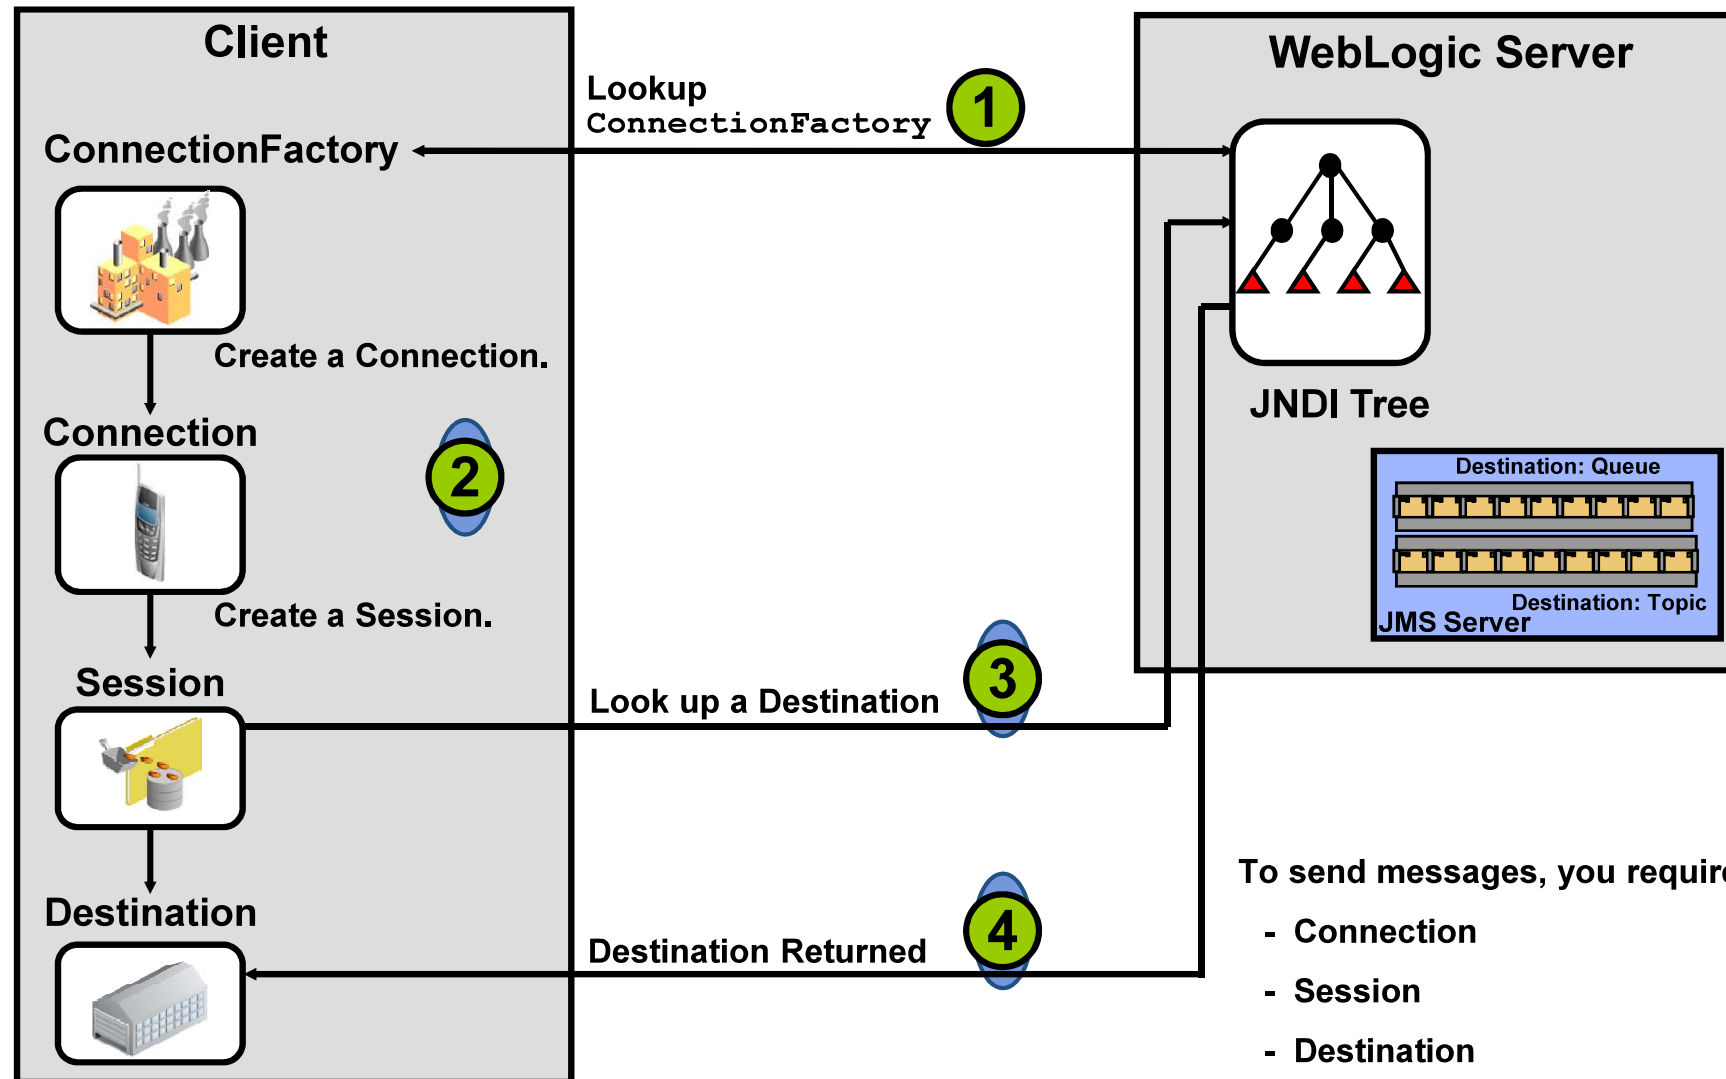 Client
WebLogic Server
Lookup
ConnectionFactory
1
ConnectionFactory
Create a Connection.
JNDI Tree
Connection
2
Destination: Queue
Destination: Topic
JMS Server
Create a Session.
Session
3
Look up a Destination
To send messages, you require
Destination
4
- Connection
Destination Returned
- Session
- Destination